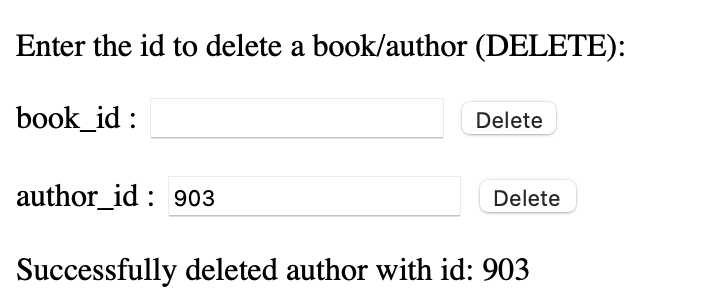 Enter the id to delete a book/author (DELETE):
book_id : Delete
author_id : 903 Delete
Successfully deleted author with id: 903